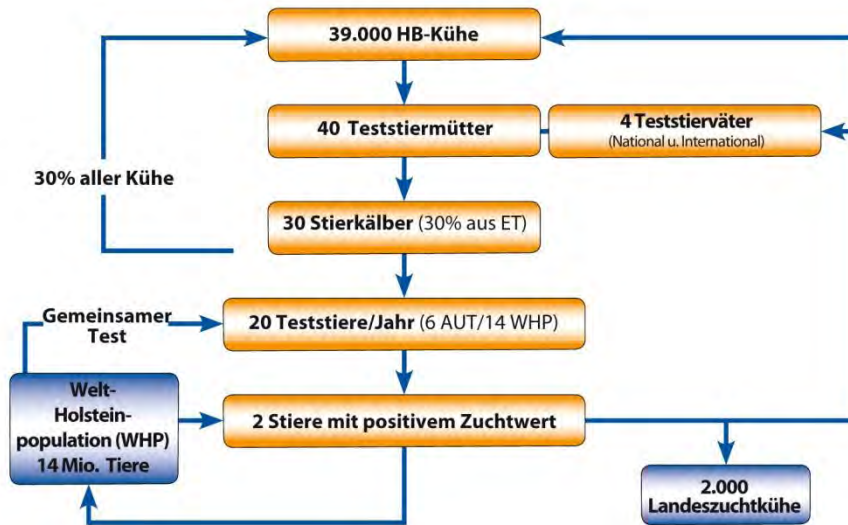 39.000 HB-Kühe
40 Teststiermütter
4 Teststierväter
(National u. International)
30% aller Kühe
30 Stierkälber (30% aus ET)
Gemeinsamer
Test
20 Teststiere/Jahr (6 AUT/14 WHP)
Welt-
Holstein-
population (WHP)
14 Mio. Tiere
2 Stiere mit positivem Zuchtwert
2.000
Landeszuchtkühe